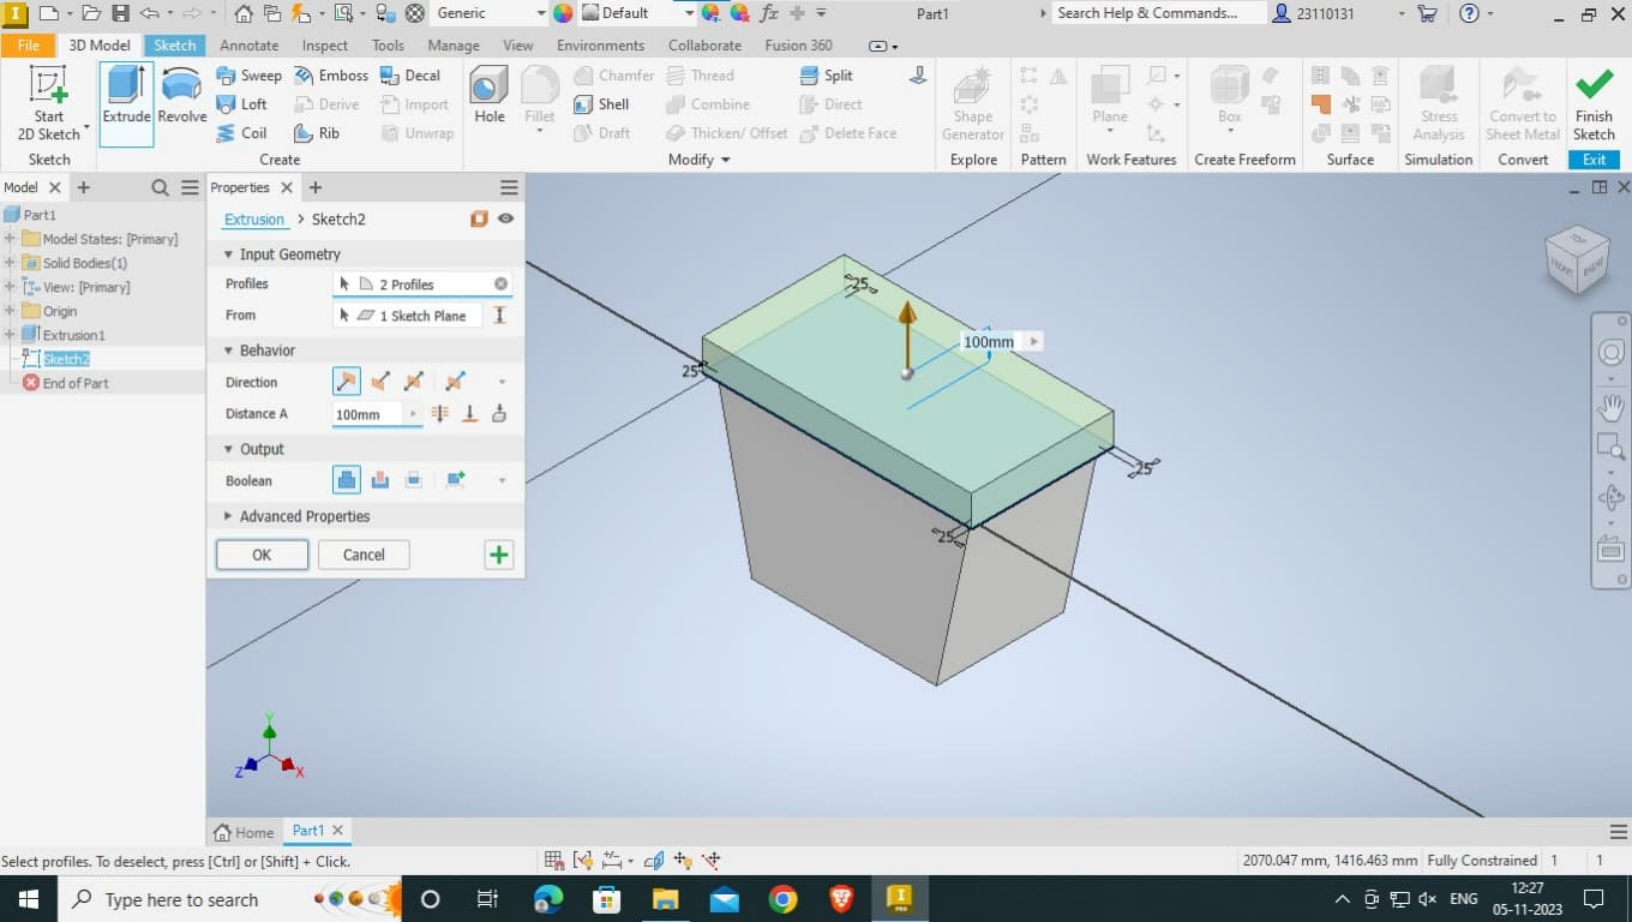 Generic
Default
Part1
Search Help & Commands...
23110131
File
3D Model
Sketch
Annotate
Inspect
Tools
Manage
View
Environments
Collaborate
Fusion 360
Start
2D Sketch
Extrude
Revolve
Sweep
Emboss
Decal
Loft
Derive
Import
Coil
Rib
Unwrap
Hole
Fillet
Chamfer
Thread
Split
Shell
Combine
Direct
Draft
Thicken/ Offset
Delete Face
Shape
Generator
Plane
Box
Stress
Analysis
Convert to
Sheet Metal
Finish
Sketch
Sketch
Create
Modify
Explore
Pattern
Work Features
Create Freeform
Surface
Simulation
Convert
Exit
Model
Part1
Model States: [Primary]
Solid Bodies(1)
View: [Primary]
Origin
Extrusion1
Sketch2
End of Part
Properties
Extrusion > Sketch2
Input Geometry
Profiles
2 Profiles
From
1 Sketch Plane
Behavior
Direction
Distance A
100mm
Output
Boolean
Advanced Properties
OK
Cancel
25
100mm
25
25
25
FRONT
RIGHT
Y
Z
X
Home
Part1
Select profiles. To deselect, press [Ctrl] or [Shift] + Click.
2070.047 mm, 1416.463 mm
Fully Constrained
1
1
Type here to search
ENG
12:27
05-11-2023